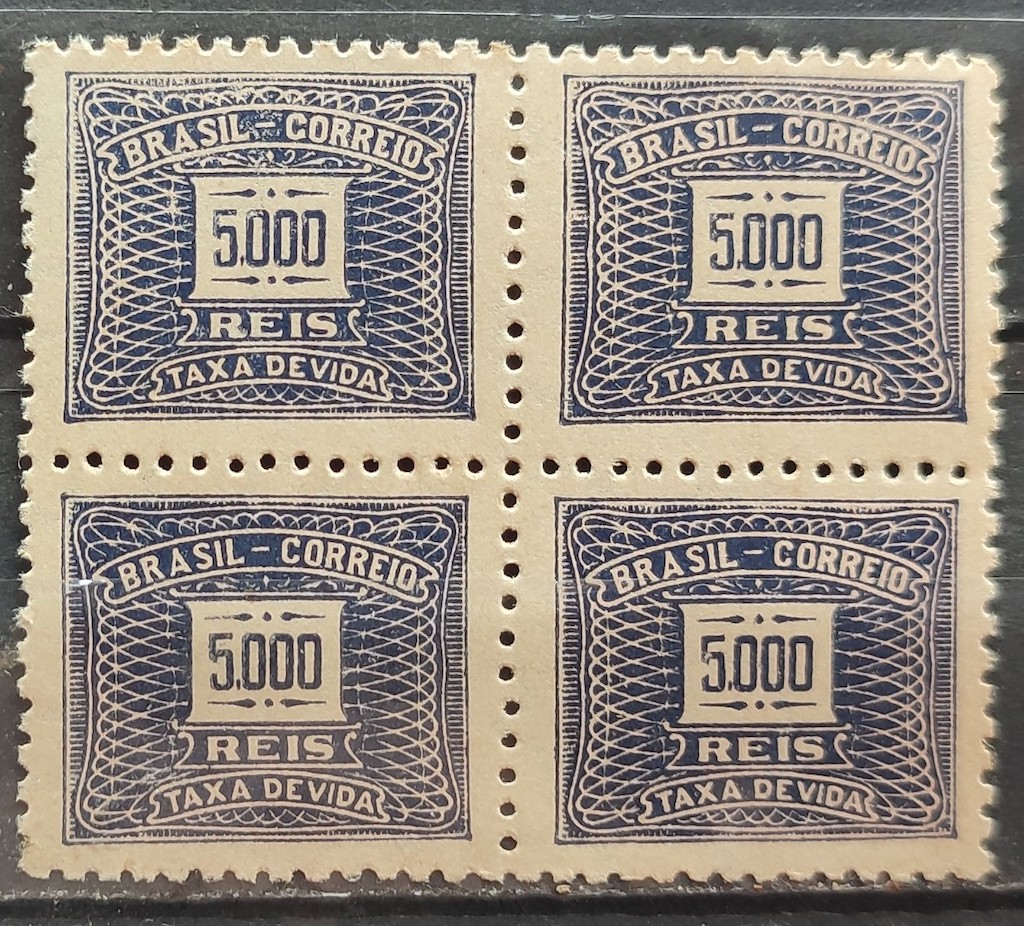 BRASIL - CORREIO
5.000
REIS
TAXA DEVIDA
BRASIL - CORREIO
5.000
REIS
TAXA DEVIDA
BRASIL - CORREIO
5.000
REIS
TAXA DEVIDA
BRASIL - CORREIO
5.000
REIS
TAXA DEVIDA